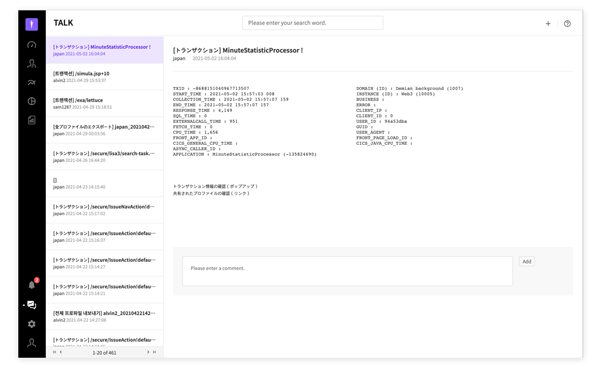 TALK
Please enter your search word.
[トランザクション] MinuteStatisticProcessor !
japan 2021-05-02 16:04:04
[트랜잭션] /simula.jsp+10
alvin2 2021-04-29 15:53:37
[트랜잭션] /exa/lettuce
sam1287 2021-04-29 15:18:51
[全プロファイルのエクスポート] japan_2021042...
japan 2021-04-28 50:01:56
[トランザクション] /secure/lisa3/search-task....
japan 2021-04-26 16:44:20
[]
japan 2021-04-23 14:15:40
[トランザクション] /secure/IssueNavAction!d...
japan 2021-04-22 15:17:02
[トランザクション] /secure/IssueAction!defau...
japan 2021-04-22 15:16:37
[トランザクション] /secure/IssueAction!defau...
japan 2021-04-22 15:14:27
[トランザクション] /secure/IssueAction!defau...
japan 2021-04-22 15:14:21
[전체 프로파일 내보내기] alvin2_20210422142...
alvin2 2021-04-22 14:27:08
[トランザクション] /secure/IssueAction!defau...
1-20 of 461
[トランザクション] MinuteStatisticProcessor !
japan 2021-05-02 16:04:04
TXID : -8688151040967713507
START_TIME : 2021-05-02 15:57:03 008
COLLECTION_TIME : 2021-05-02 15:57:07 159
END_TIME : 2021-05-02 15:57:07 157
RESPONSE_TIME : 4,149
SQL_TIME : 0
EXTERNALCALL_TIME : 951
FETCH_TIME : 0
CPU_TIME : 1,656
FRONT_APP_ID :
CICS_GENERAL_CPU_TIME :
ASYNC_CALLER_ID :
APPLICATION : MinuteStatisticProcessor (-135824690)
DOMAIN (ID) : Demian background (1007)
INSTANCE (ID) : Web3 (10005)
BUSINESS :
ERROR :
CLIENT_IP :
CLIENT_ID : 0
USER_ID : 96a53dba
GUID :
USER_AGENT :
FRONT_PAGE_LOAD_ID :
CICS_JAVA_CPU_TIME :
トランザクション情報の確認 ( ポップアップ )
共有されたプロファイルの確認 ( リンク )
Please enter a comment.
Add